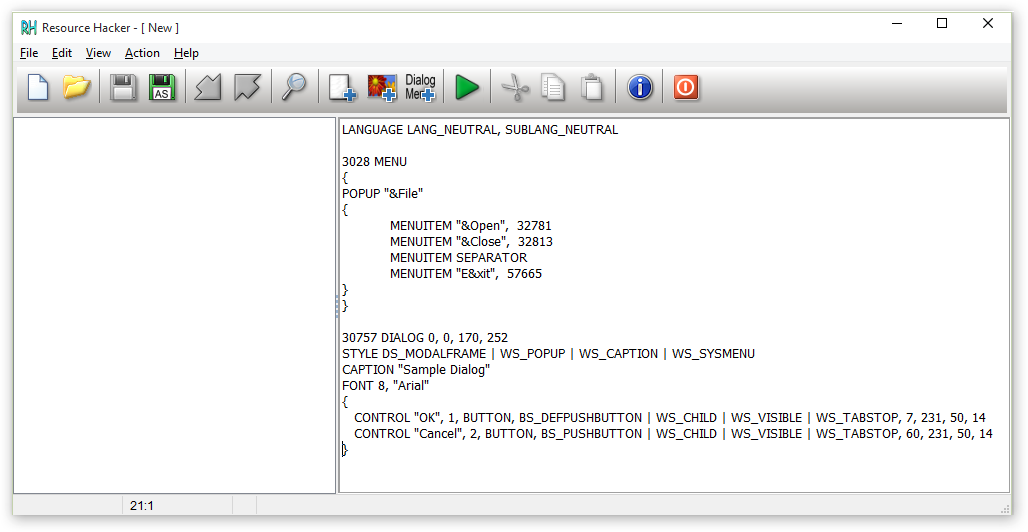 Resource Hacker - [ New ]
File Edit View Action Help
AS Dialog
Men
LANGUAGE LANG_NEUTRAL, SUBLANG_NEUTRAL
3028 MENU
{
POPUP "&File"
{
MENUITEM "&Open",  32781
MENUITEM "&Close",  32813
MENUITEM SEPARATOR
MENUITEM "E&xit",  57665
}
}
30757 DIALOG 0, 0, 170, 252
STYLE DS_MODALFRAME | WS_POPUP | WS_CAPTION | WS_SYSMENU
CAPTION "Sample Dialog"
FONT 8, "Arial"
{
CONTROL "OK", 1, BUTTON, BS_DEFPUSHBUTTON | WS_CHILD | WS_VISIBLE | WS_TABSTOP, 7, 231, 50, 14
CONTROL "Cancel", 2, BUTTON, BS_PUSHBUTTON | WS_CHILD | WS_VISIBLE | WS_TABSTOP, 60, 231, 50, 14
}
21:1